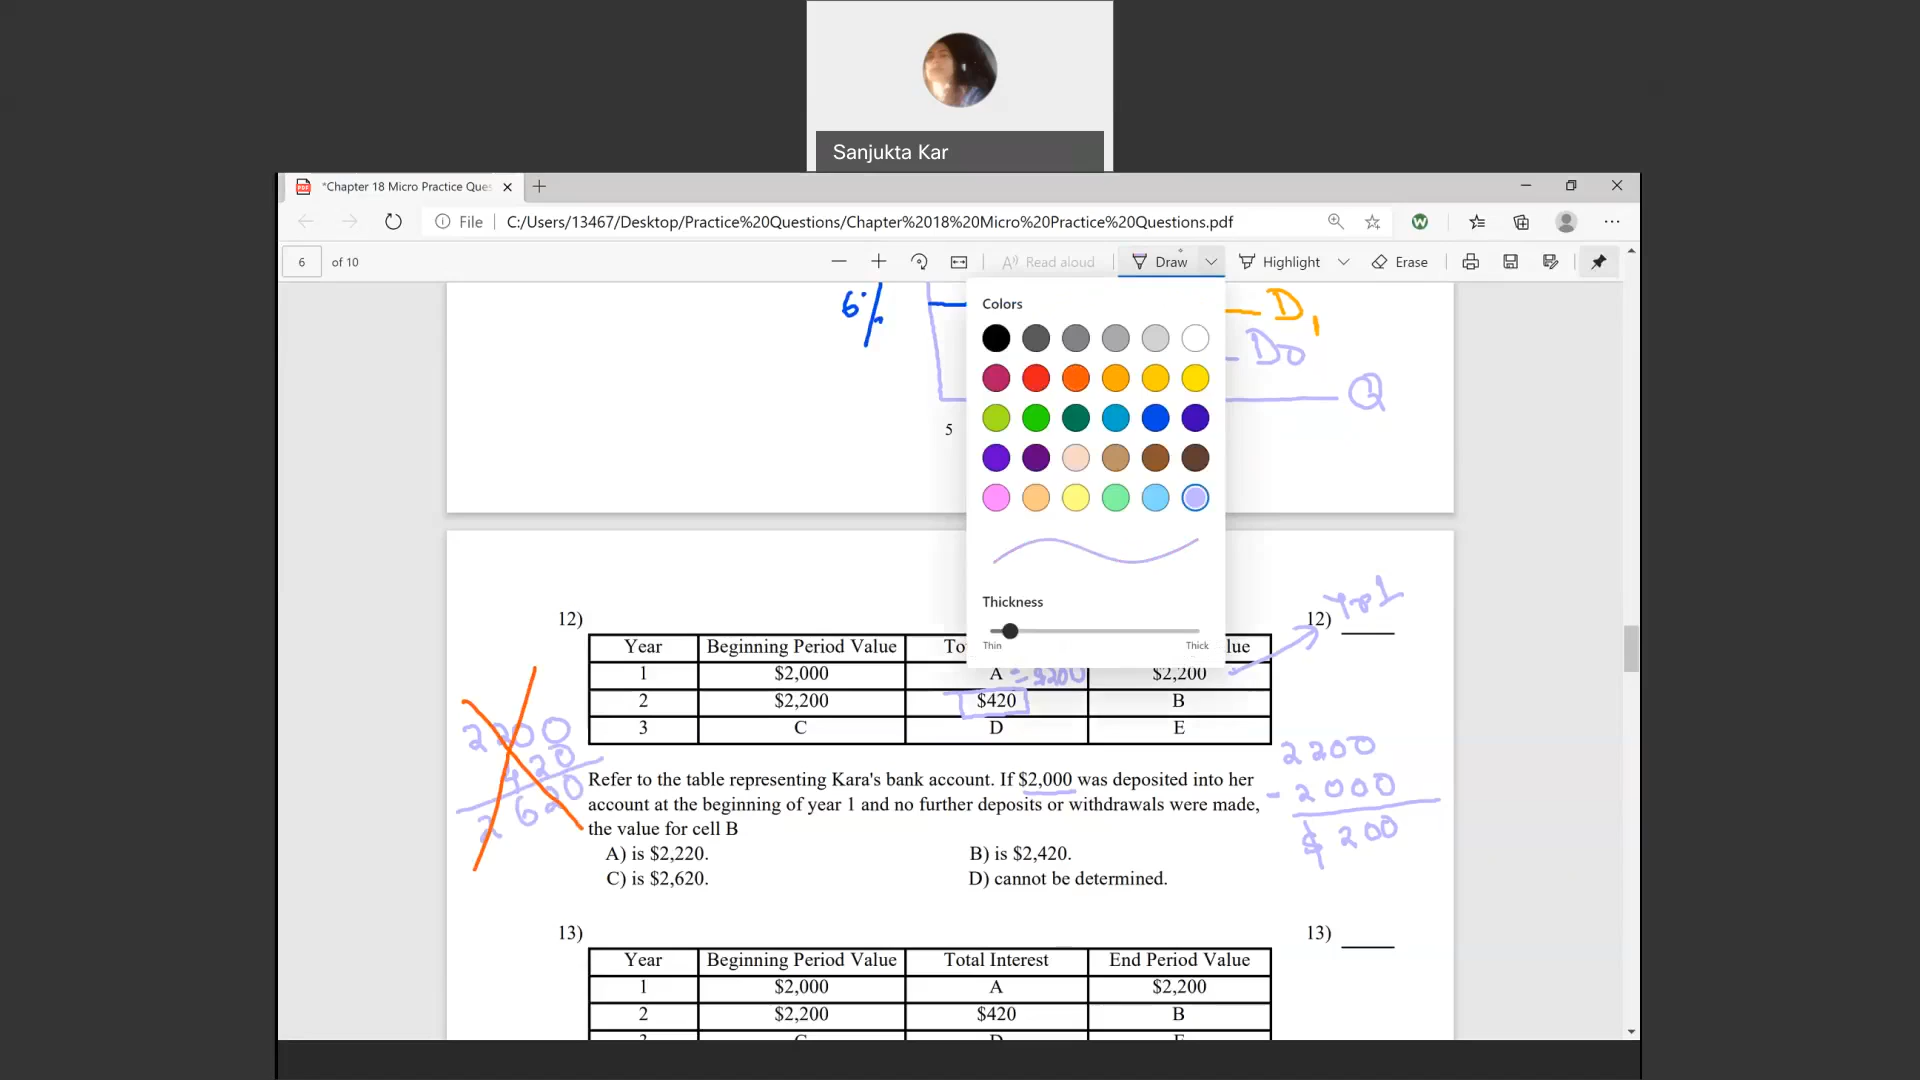 Sanjukta Kar
*Chapter 18 Micro Practice Ques
File
C:/Users/13467/Desktop/Practice%20Questions/Chapter%2018%20Micro%20Practice%20Questions.pdf
6 of 10
Read aloud
Draw
Highlight
Erase
Colors
Thickness
Thin
Thick
6%
D1
D0
Q
5
12)
12)
Yr 1
Year Beginning Period Value To lue
1 $2,000 A = $200 $2,200
2 $2,200 $420 B
3 C D E
2200
420
2620
2200
- 2000
$ 200
Refer to the table representing Kara's bank account. If $2,000 was deposited into her
account at the beginning of year 1 and no further deposits or withdrawals were made,
the value for cell B
A) is $2,220. B) is $2,420.
C) is $2,620. D) cannot be determined.
13)
13)
Year Beginning Period Value Total Interest End Period Value
1 $2,000 A $2,200
2 $2,200 $420 B
3 C D E